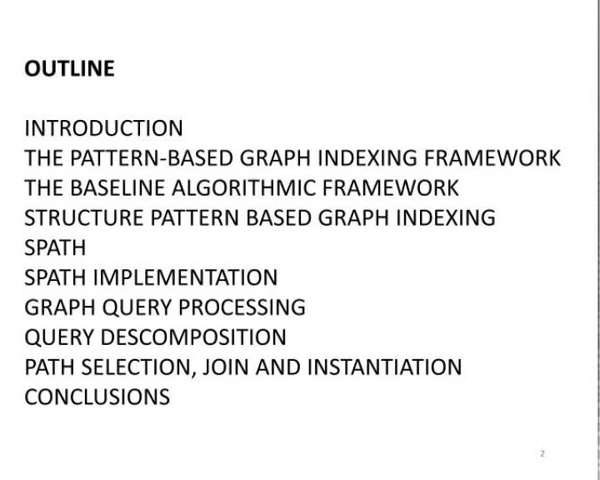 OUTLINE
INTRODUCTION
THE PATTERN-BASED GRAPH INDEXING FRAMEWORK
THE BASELINE ALGORITHMIC FRAMEWORK
STRUCTURE PATTERN BASED GRAPH INDEXING
SPATH
SPATH IMPLEMENTATION
GRAPH QUERY PROCESSING
QUERY DESCOMPOSITION
PATH SELECTION, JOIN AND INSTANTIATION
CONCLUSIONS
2